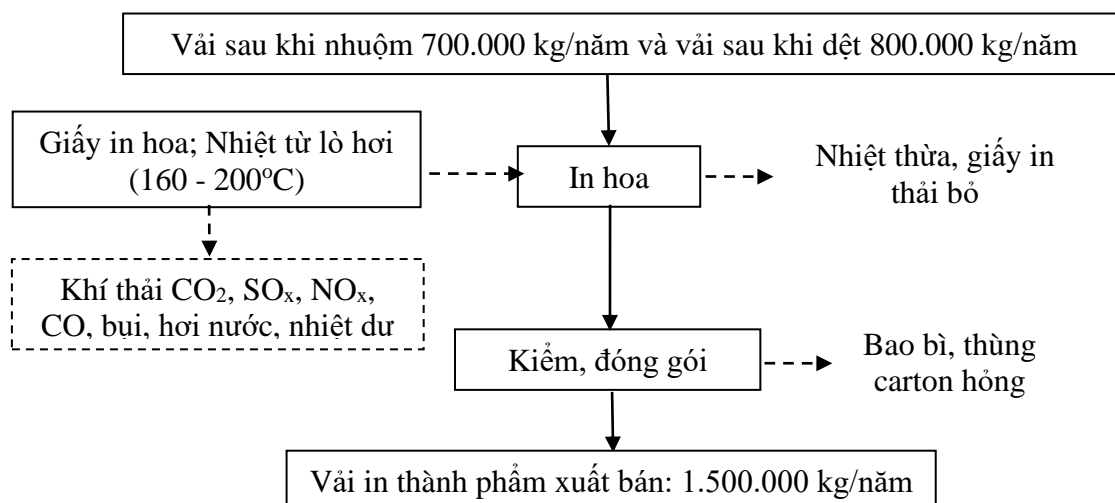 Vải sau khi nhuộm 700.000 kg/năm và vải sau khi dệt 800.000 kg/năm
Giấy in hoa; Nhiệt từ lò hơi
(160 - 200°C)
In hoa
Nhiệt thừa, giấy in
thải bỏ
Khí thải CO₂, SOₓ, NOₓ,
CO, bụi, hơi nước, nhiệt dư
Kiểm, đóng gói
Bao bì, thùng
carton hỏng
Vải in thành phẩm xuất bán: 1.500.000 kg/năm